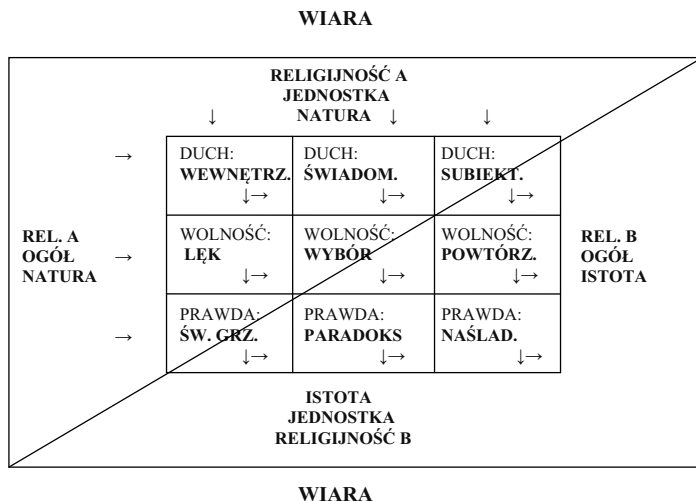 WIARA
RELIGIJNOŚĆ A
JEDNOSTKA
NATURA
↓ ↓ ↓
→
DUCH: DUCH: DUCH:
WEWNĘTRZ. ŚWIADOM. SUBIEKT.
↓→ ↓→ ↓→
REL. A
OGÓŁ
NATURA
→
WOLNOŚĆ: WOLNOŚĆ: WOLNOŚĆ:
LĘK WYBÓR POWTÓRZ.
↓→ ↓→ ↓→
REL. B
OGÓŁ
ISTOTA
→
PRAWDA: PRAWDA: PRAWDA:
ŚW. GRZ. PARADOKS NAŚLAD.
↓→ ↓→ ↓→
ISTOTA
JEDNOSTKA
RELIGIJNOŚĆ B
WIARA